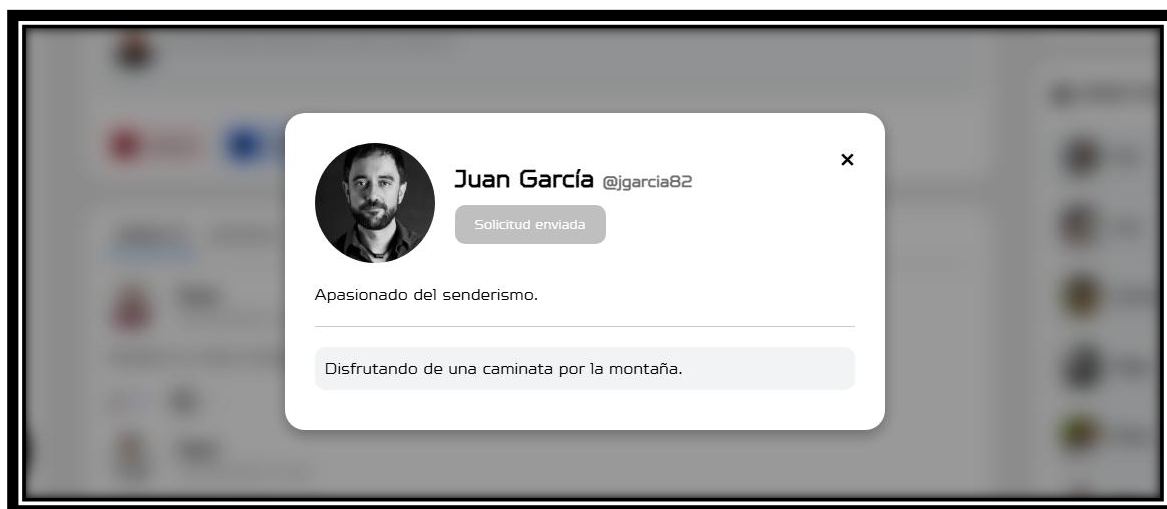 Juan García @jgarcia82
Solicitud enviada
Apasionado del senderismo.
Disfrutando de una caminata por la montaña.